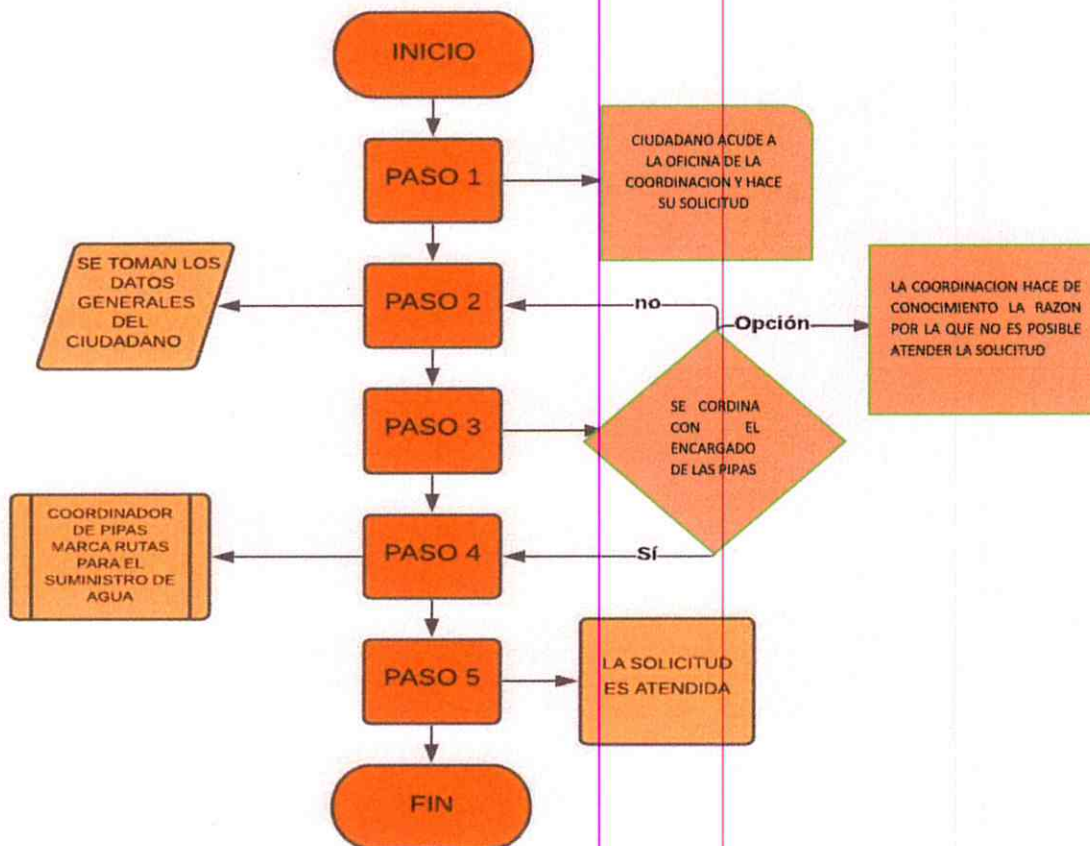 INICIO
PASO 1
CIUDADANO ACUDE A
LA OFICINA DE LA
COORDINACION Y HACE
SU SOLICITUD
PASO 2
SE TOMAN LOS
DATOS
GENERALES
DEL
CIUDADANO
no
Opción
LA COORDINACION HACE DE
CONOCIMIENTO LA RAZON
POR LA QUE NO ES POSIBLE
ATENDER LA SOLICITUD
PASO 3
SE CORDINA
CON EL
ENCARGADO
DE LAS PIPAS
PASO 4
Sí
COORDINADOR
DE PIPAS
MARCA RUTAS
PARA EL
SUMINISTRO DE
AGUA
PASO 5
LA SOLICITUD
ES ATENDIDA
FIN